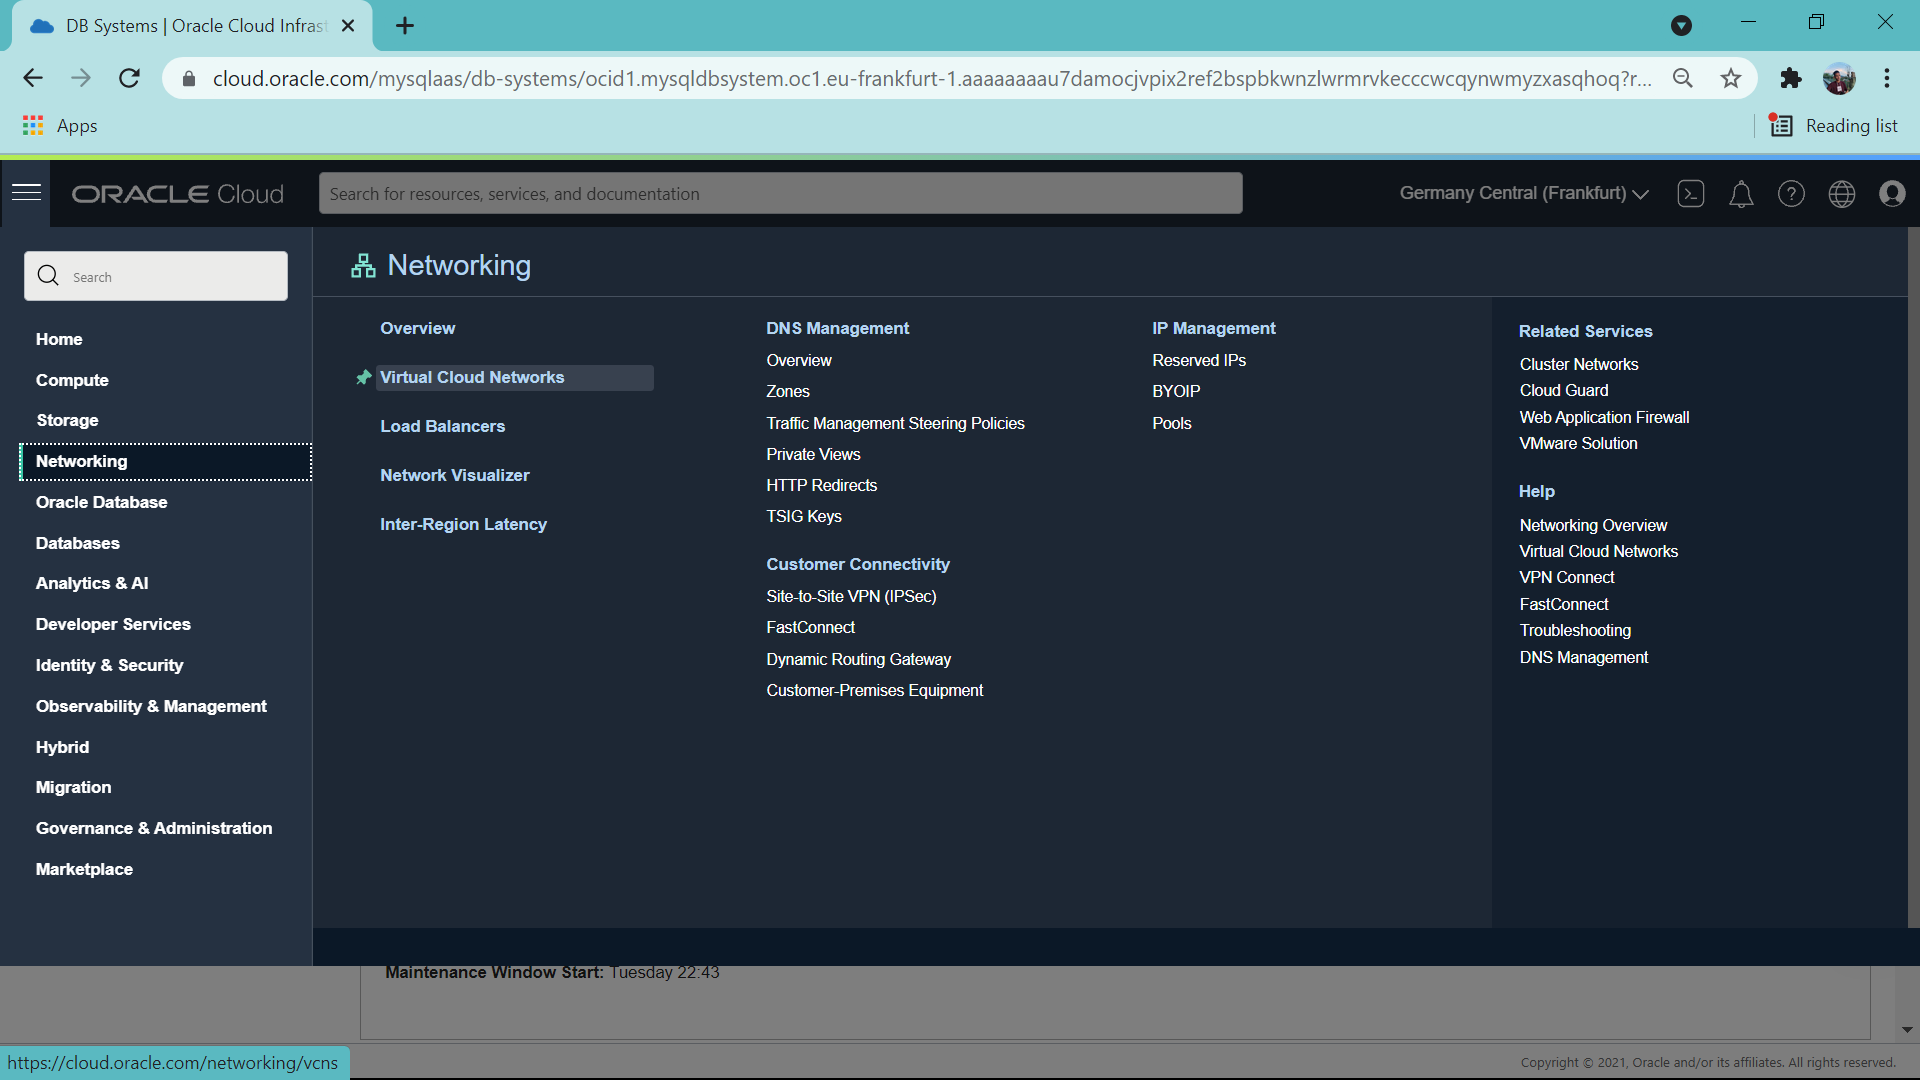 DB Systems | Oracle Cloud Infrast
cloud.oracle.com/mysqlaas/db-systems/ocid1.mysqldbsystem.oc1.eu-frankfurt-1.aaaaaaaau7damocjvpix2ref2bspbkwnzlwrmrvkecccwcqynwmyzxasqhoq?r...
Apps
Reading list
ORACLE Cloud
Search for resources, services, and documentation
Germany Central (Frankfurt)
Search
Home
Compute
Storage
Networking
Oracle Database
Databases
Analytics & AI
Developer Services
Identity & Security
Observability & Management
Hybrid
Migration
Governance & Administration
Marketplace
Networking
Overview
Virtual Cloud Networks
Load Balancers
Network Visualizer
Inter-Region Latency
DNS Management
Overview
Zones
Traffic Management Steering Policies
Private Views
HTTP Redirects
TSIG Keys
Customer Connectivity
Site-to-Site VPN (IPSec)
FastConnect
Dynamic Routing Gateway
Customer-Premises Equipment
IP Management
Reserved IPs
BYOIP
Pools
Related Services
Cluster Networks
Cloud Guard
Web Application Firewall
VMware Solution
Help
Networking Overview
Virtual Cloud Networks
VPN Connect
FastConnect
Troubleshooting
DNS Management
Maintenance Window Start: Tuesday 22:43
https://cloud.oracle.com/networking/vcns
Copyright © 2021, Oracle and/or its affiliates. All rights reserved.